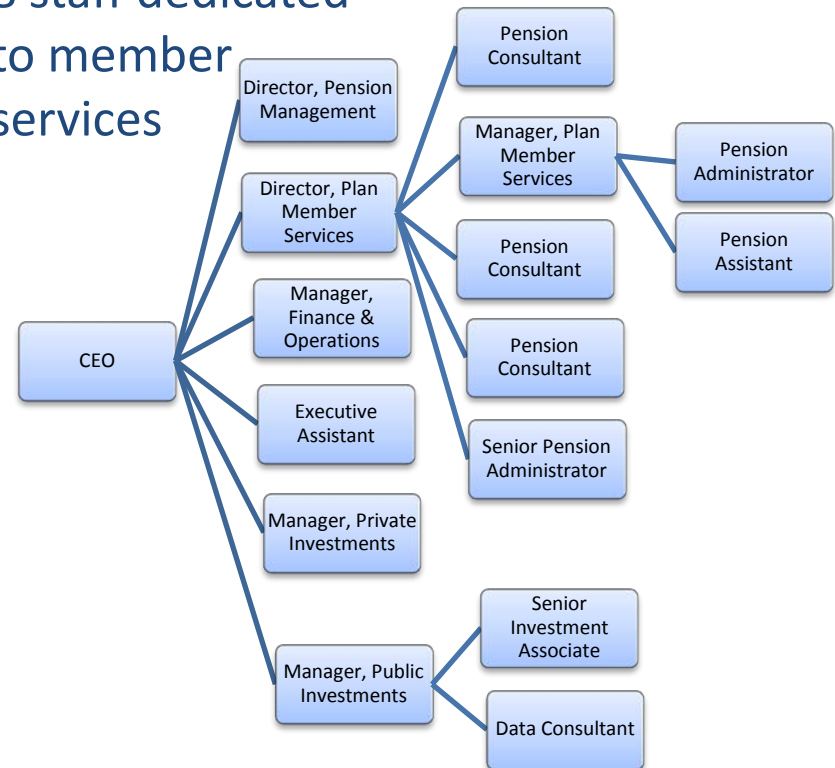 staff dedicated
to member
services
CEO
Director, Pension
Management
Director, Plan
Member
Services
Manager,
Finance &
Operations
Executive
Assistant
Manager, Private
Investments
Manager, Public
Investments
Pension
Consultant
Manager, Plan
Member
Services
Pension
Consultant
Pension
Consultant
Senior Pension
Administrator
Pension
Administrator
Pension
Assistant
Senior
Investment
Associate
Data Consultant